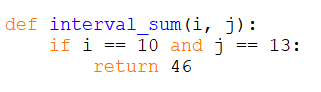 def interval_sum(i, j):
    if i == 10 and j == 13:
        return 46